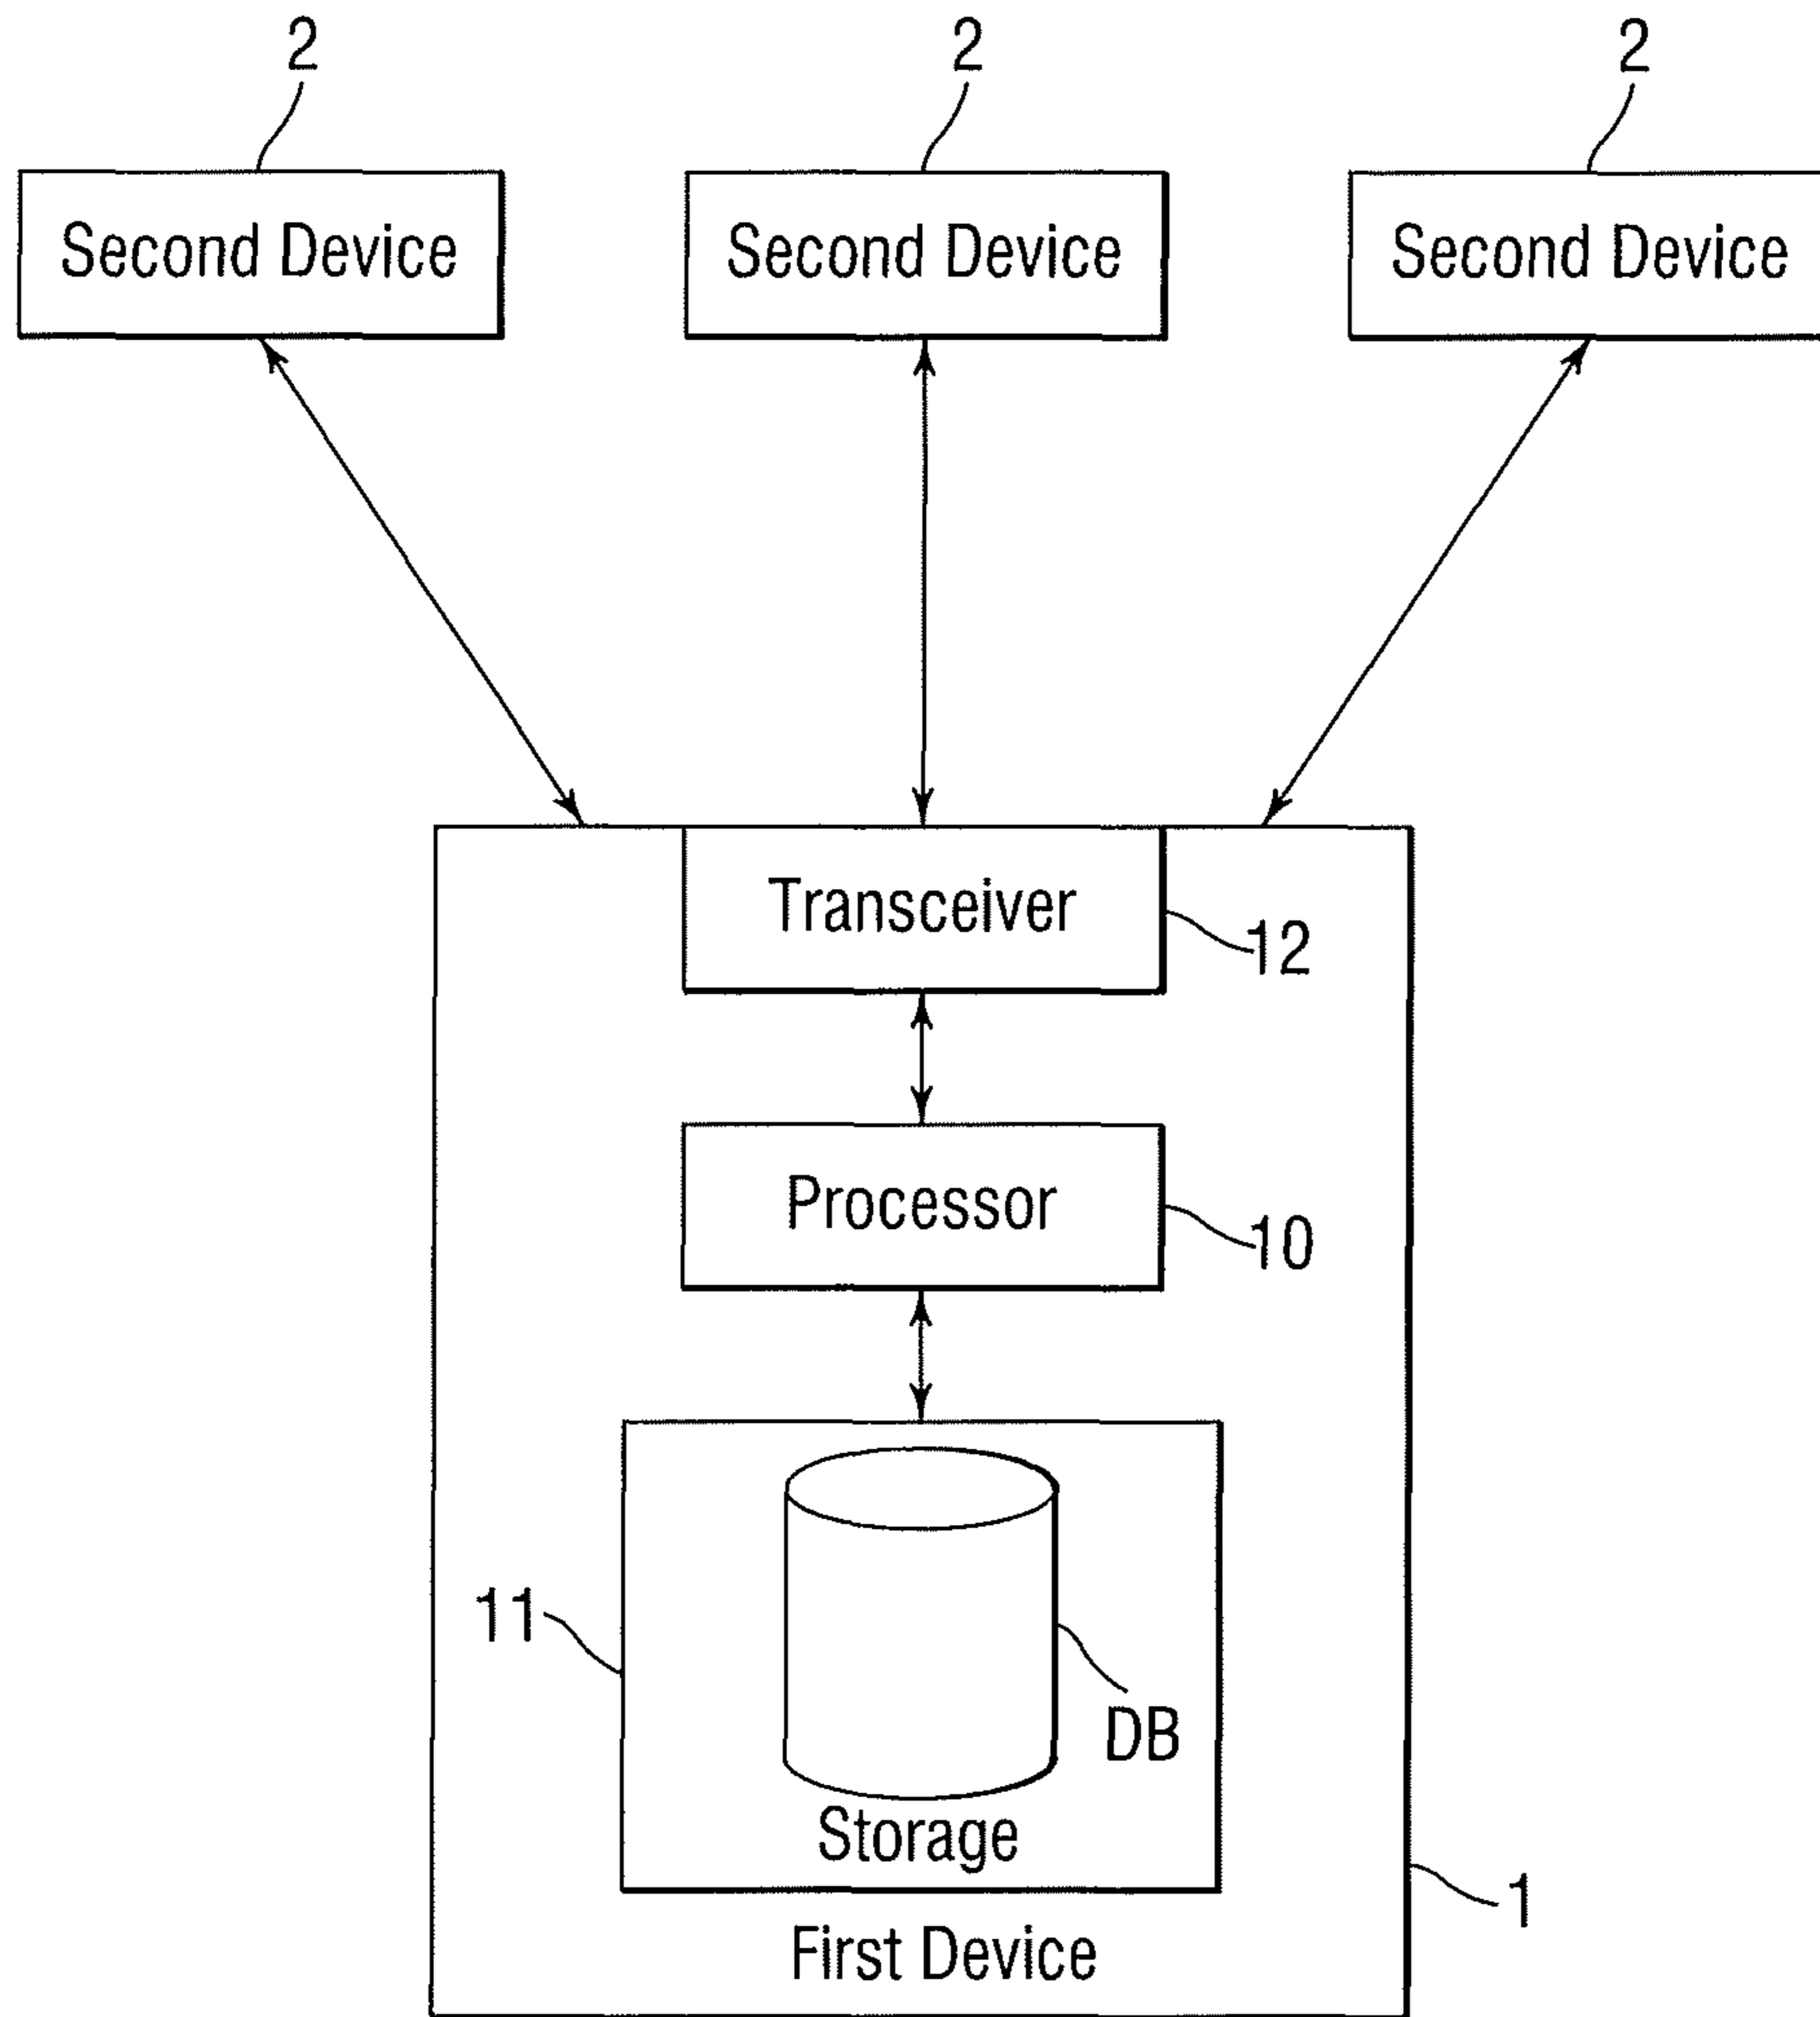 2
2
2
Second Device
Second Device
Second Device
Transceiver
12
Processor
10
11
DB
Storage
1
First Device